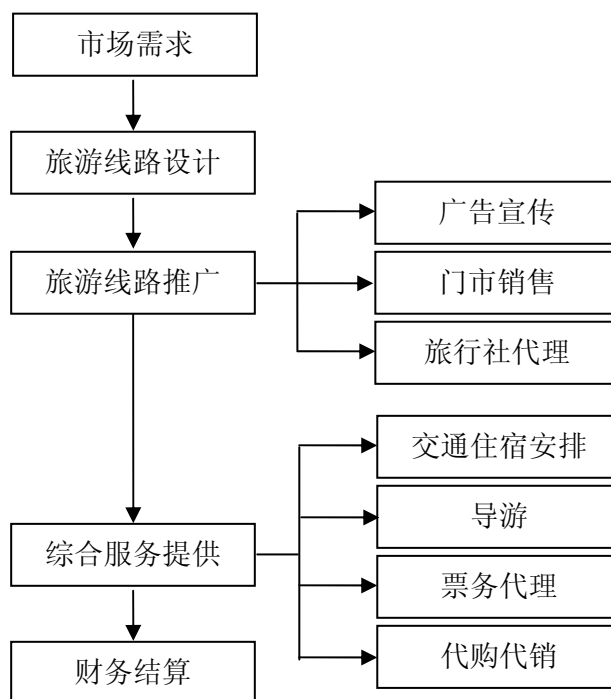 市场需求
旅游线路设计
旅游线路推广
广告宣传
门市销售
旅行社代理
综合服务提供
交通住宿安排
导游
票务代理
代购代销
财务结算